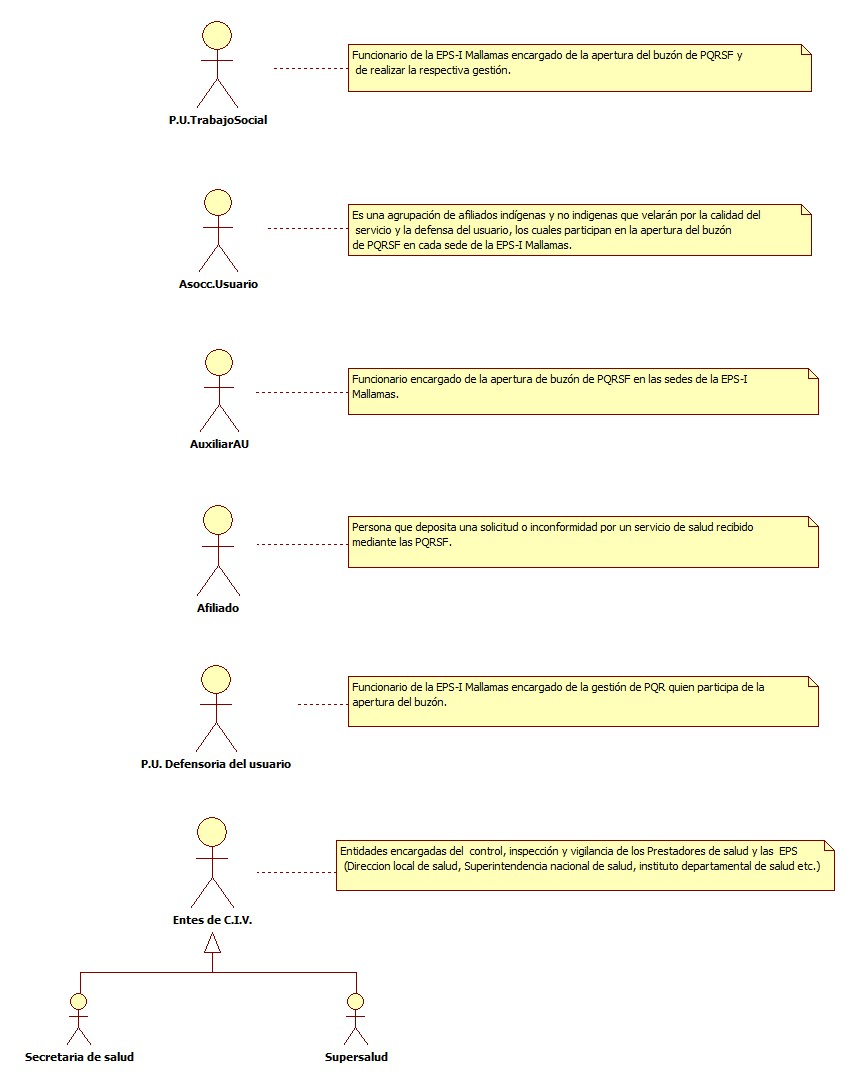 Funcionario de la EPS-I Mallamas encargado de la apertura del buzón de PQRSF y
de realizar la respectiva gestión.
P.U.TrabajoSocial
Es una agrupación de afiliados indígenas y no indigenas que velarán por la calidad del
servicio y la defensa del usuario, los cuales participan en la apertura del buzón
de PQRSF en cada sede de la EPS-I Mallamas.
Asocc.Usuario
Funcionario encargado de la apertura de buzón de PQRSF en las sedes de la EPS-I
Mallamas.
AuxiliarAU
Persona que deposita una solicitud o inconformidad por un servicio de salud recibido
mediante las PQRSF.
Afiliado
Funcionario de la EPS-I Mallamas encargado de la gestión de PQR quien participa de la
apertura del buzón.
P.U. Defensoria del usuario
Entidades encargadas del  control, inspección y vigilancia de los Prestadores de salud y las  EPS
(Direccion local de salud, Superintendencia nacional de salud, instituto departamental de salud etc.)
Entes de C.I.V.
Secretaria de salud
Supersalud